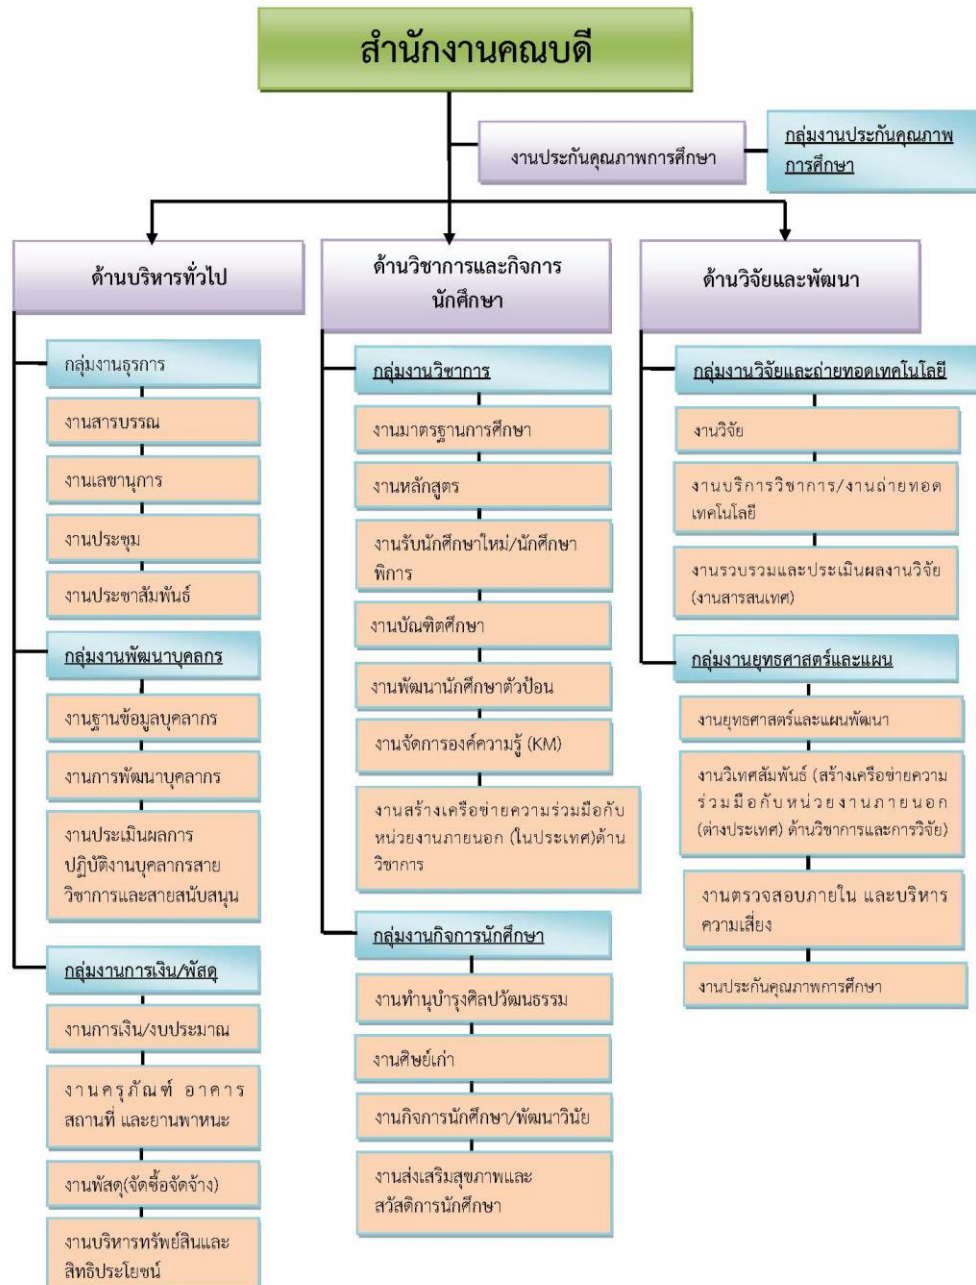 สำนักงานคณบดี
งานประกันคุณภาพการศึกษา
กลุ่มงานประกันคุณภาพ
การศึกษา
ด้านบริหารทั่วไป
กลุ่มงานธุรการ
งานสารบรรณ
งานเลขานุการ
งานประชุม
งานประชาสัมพันธ์
กลุ่มงานพัฒนาบุคลกร
งานฐานข้อมูลบุคลากร
งานการพัฒนาบุคลากร
งานประเมินผลการ
ปฏิบัติงานบุคลากรสาย
วิชาการและสายสนับสนุน
กลุ่มงานการเงิน/พัสดุ
งานการเงิน/งบประมาณ
งานครุภัณฑ์ อาคาร
สถานที่ และยานพาหนะ
งานพัสดุ(จัดซื้อจัดจ้าง)
งานบริหารทรัพย์สินและ
สิทธิประโยชน์
ด้านวิชาการและกิจการ
นักศึกษา
กลุ่มงานวิชาการ
งานมาตรฐานการศึกษา
งานหลักสูตร
งานรับนักศึกษาใหม่/นักศึกษา
พิการ
งานบัณฑิตศึกษา
งานพัฒนานักศึกษาตัวป้อน
งานจัดการองค์ความรู้ (KM)
งานสร้างเครือข่ายความร่วมมือกับ
หน่วยงานภายนอก (ในประเทศ)ด้าน
วิชาการ
กลุ่มงานกิจการนักศึกษา
งานทำนุบำรุงศิลปวัฒนธรรม
งานศิษย์เก่า
งานกิจการนักศึกษา/พัฒนาวินัย
งานส่งเสริมสุขภาพและ
สวัสดิการนักศึกษา
ด้านวิจัยและพัฒนา
กลุ่มงานวิจัยและถ่ายทอดเทคโนโลยี
งานวิจัย
งานบริการวิชาการ/งานถ่ายทอด
เทคโนโลยี
งานรวบรวมและประเมินผลงานวิจัย
(งานสารสนเทศ)
กลุ่มงานยุทธศาสตร์และแผน
งานยุทธศาสตร์และแผนพัฒนา
งานวิเทศสัมพันธ์ (สร้างเครือข่ายความ
ร่วมมือกับหน่วยงานภายนอก
(ต่างประเทศ) ด้านวิชาการและการวิจัย)
งานตรวจสอบภายใน และบริหาร
ความเสี่ยง
งานประกันคุณภาพการศึกษา